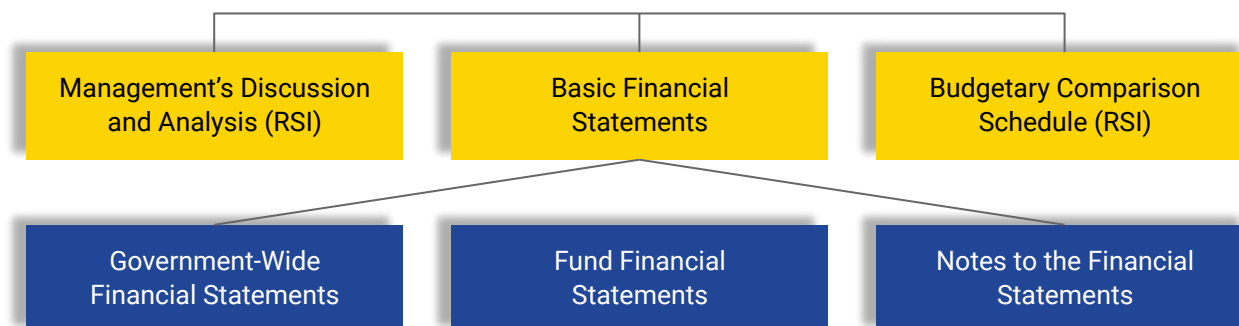 Management’s Discussion
and Analysis (RSI)
Basic Financial
Statements
Budgetary Comparison
Schedule (RSI)
Government-Wide
Financial Statements
Fund Financial
Statements
Notes to the Financial
Statements